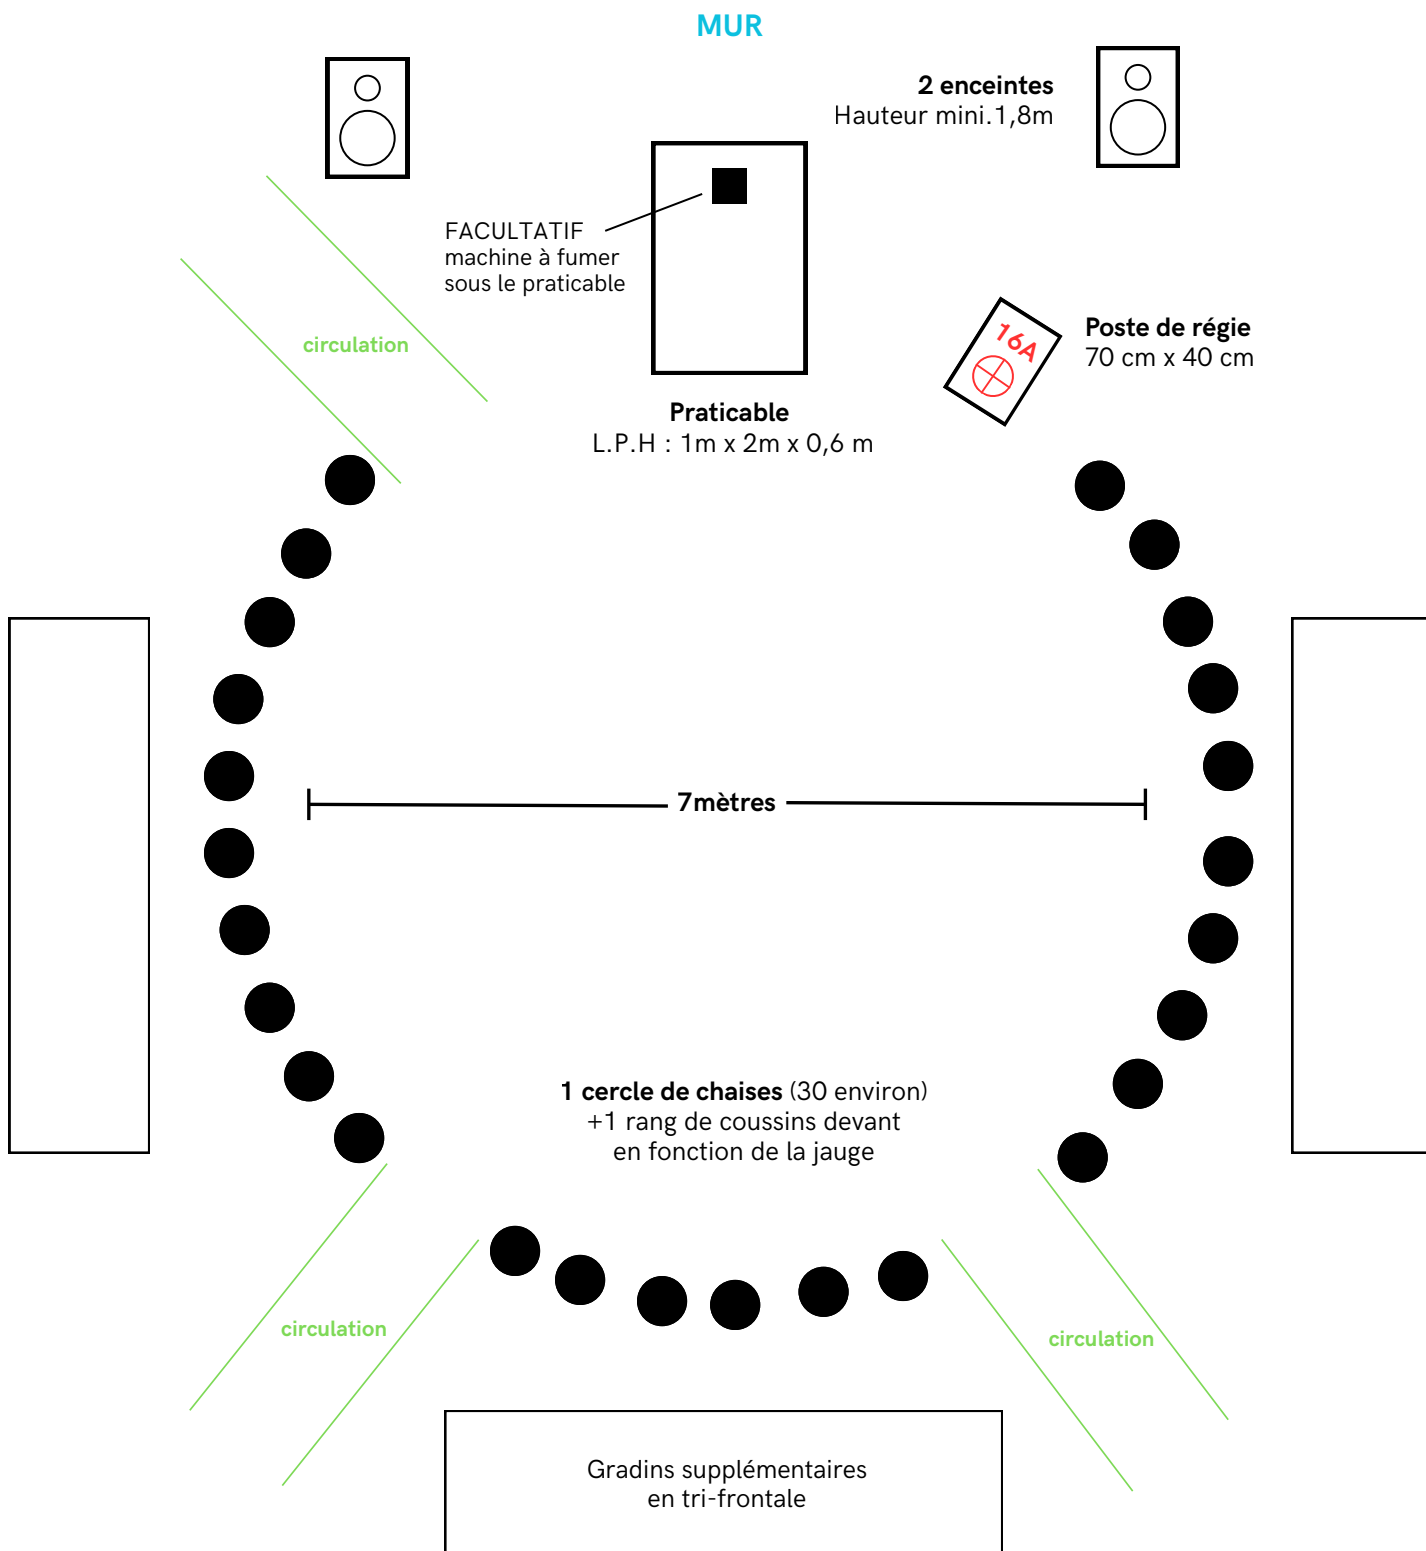 MUR
2 enceintes
Hauteur mini.1,8m
FACULTATIF
machine à fumer
sous le praticable
circulation
16A
Poste de régie
70 cm x 40 cm
Praticable
L.P.H : 1m x 2m x 0,6 m
7mètres
1 cercle de chaises (30 environ)
+1 rang de coussins devant
en fonction de la jauge
circulation
circulation
Gradins supplémentaires
en tri-frontale